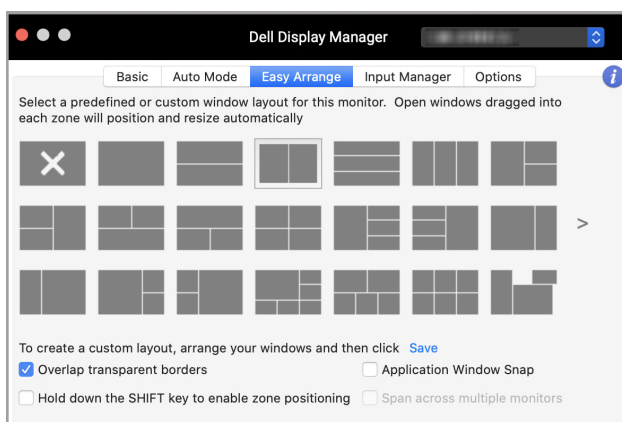 Dell Display Manager
Basic Auto Mode Easy Arrange Input Manager Options
Select a predefined or custom window layout for this monitor. Open windows dragged into
each zone will position and resize automatically
>
To create a custom layout, arrange your windows and then click Save
Overlap transparent borders Application Window Snap
Hold down the SHIFT key to enable zone positioning Span across multiple monitors